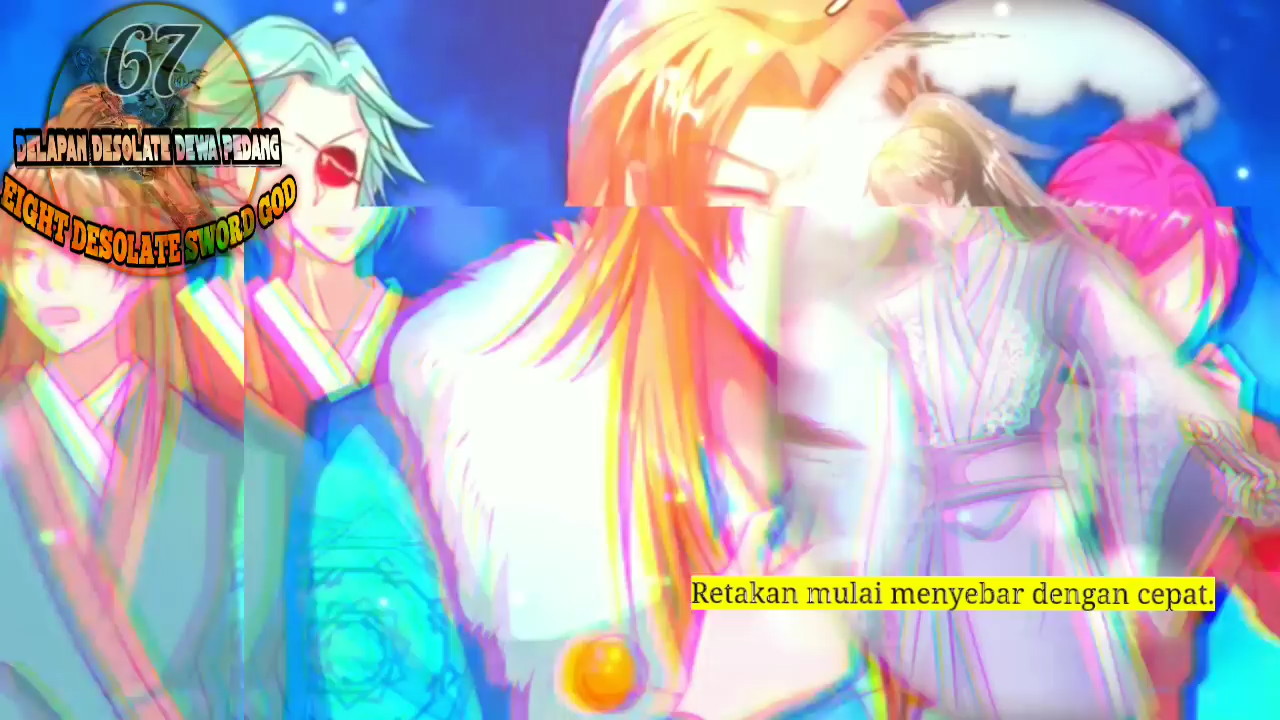 67
DELAPAN DESOLATE DEWA PEDANG
EIGHT DESOLATE SWORD GOD
Retakan mulai menyebar dengan cepat.